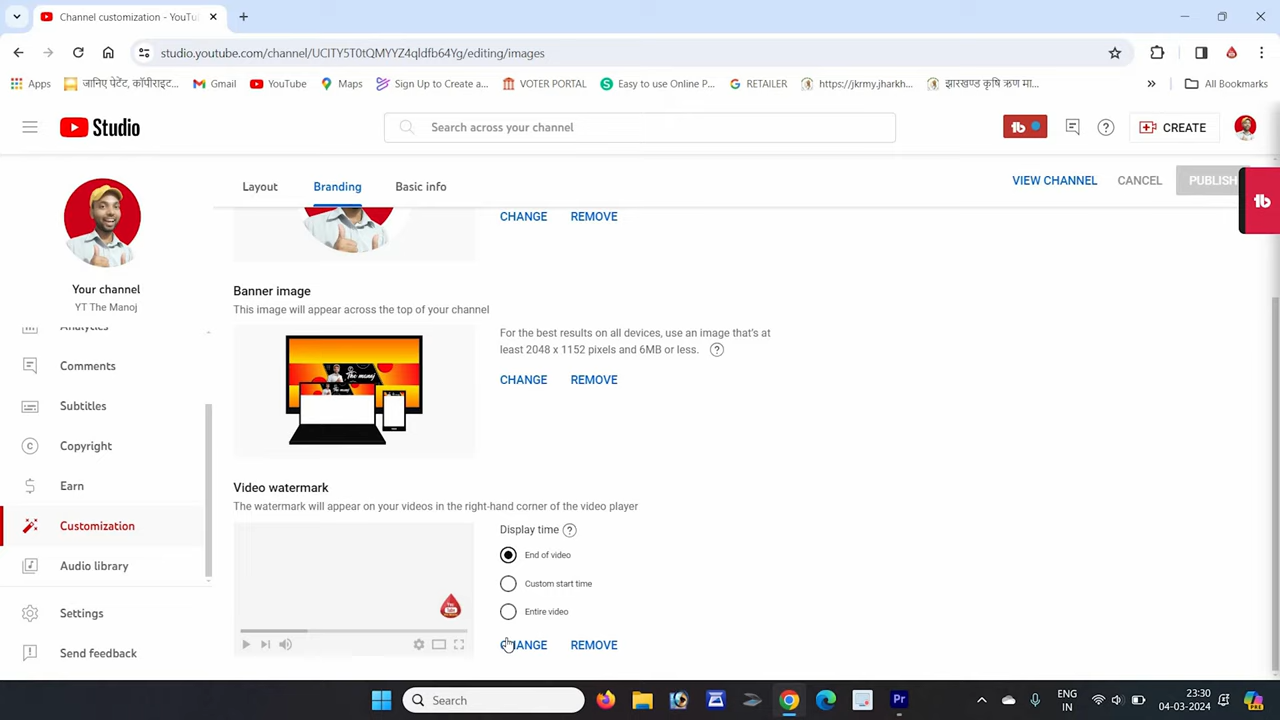 Channel customization - YouTu
studio.youtube.com/channel/UCITY5T0tQMYYZ4qldfb64Yg/editing/images
Apps
जानिए पेटेंट, कॉपीराइट...
Gmail
YouTube
Maps
Sign Up to Create a...
VOTER PORTAL
Easy to use Online P...
RETAILER
https://jkrmy.jharkh...
झारखण्ड कृषि ऋण मा...
»
All Bookmarks
Studio
Search across your channel
CREATE
Layout
Branding
Basic info
VIEW CHANNEL
CANCEL
PUBLISH
Your channel
YT The Manoj
Analytics
Comments
Subtitles
Copyright
Earn
Customization
Audio library
Settings
Send feedback
CHANGE
REMOVE
Banner image
This image will appear across the top of your channel
The manoj
For the best results on all devices, use an image that's at
least 2048 x 1152 pixels and 6MB or less.
CHANGE
REMOVE
Video watermark
The watermark will appear on your videos in the right-hand corner of the video player
Display time
End of video
Custom start time
Entire video
CHANGE
REMOVE
Search
ENG
IN
23:30
04-03-2024